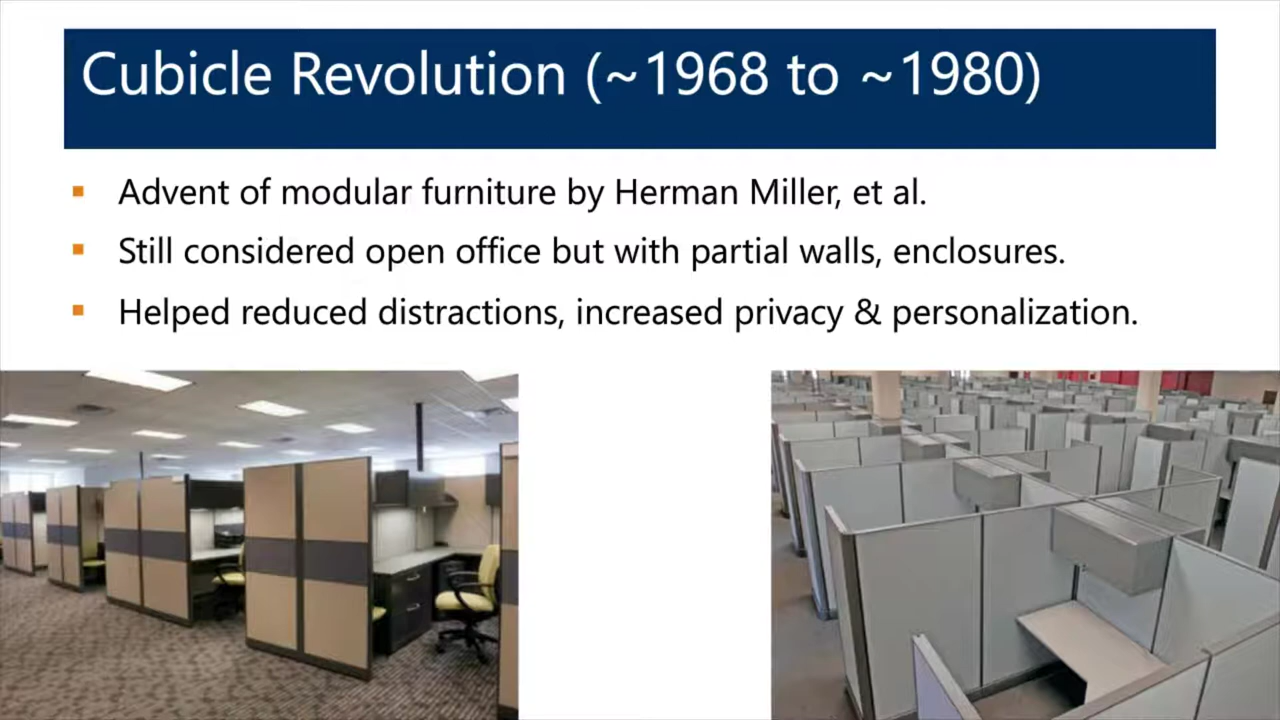 Cubicle Revolution (~1968 to ~1980)
▪ Advent of modular furniture by Herman Miller, et al.
▪ Still considered open office but with partial walls, enclosures.
▪ Helped reduced distractions, increased privacy & personalization.